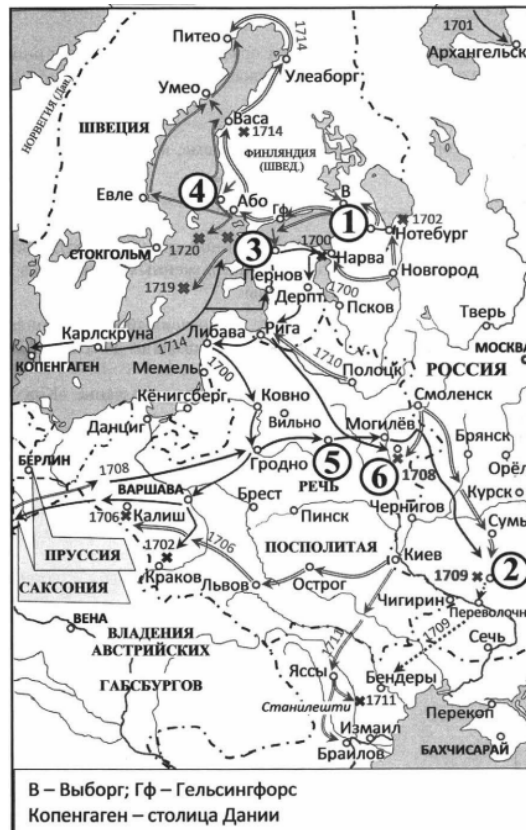 1701
Архангельск
Питео
1714
Улеаборг
Умео
НОРВЕГИЯ (Дан.)
ШВЕЦИЯ
Васа
1714
ФИНЛЯНДИЯ
(ШВЕД.)
Евле
4
Або
Гф
В
1
1702
Нотебург
СТОКГОЛЬМ
1720
3
1700
Нарва
Новгород
1719
Пернов
Дерпт
1700
Псков
Тверь
Карлскруна
1714
Либава
Рига
КОПЕНГАГЕН
Мемель
1700
1710
Полоцк
РОССИЯ
МОСКВА
Кёнигсберг
Ковно
Смоленск
Данциг
Вильно
Могилёв
Брянск
БЕРЛИН
1708
Гродно
5
6
1708
Орёл
ВАРШАВА
РЕЧЬ
Курск
1706
Калиш
Брест
Пинск
Чернигов
Сумы
ПРУССИЯ
1702
1706
ПОСПОЛИТАЯ
Киев
1709
2
САКСОНИЯ
Краков
Львов
Острог
Чигирин
Переволочна
ВЕНА
ВЛАДЕНИЯ
АВСТРИЙСКИХ
ГАБСБУРГОВ
1711
1709
Сечь
Яссы
Бендеры
1711
Станилешти
Перекоп
Измаил
Браилов
БАХЧИСАРАЙ
В – Выборг; Гф – Гельсингфорс
Копенгаген – столица Дании